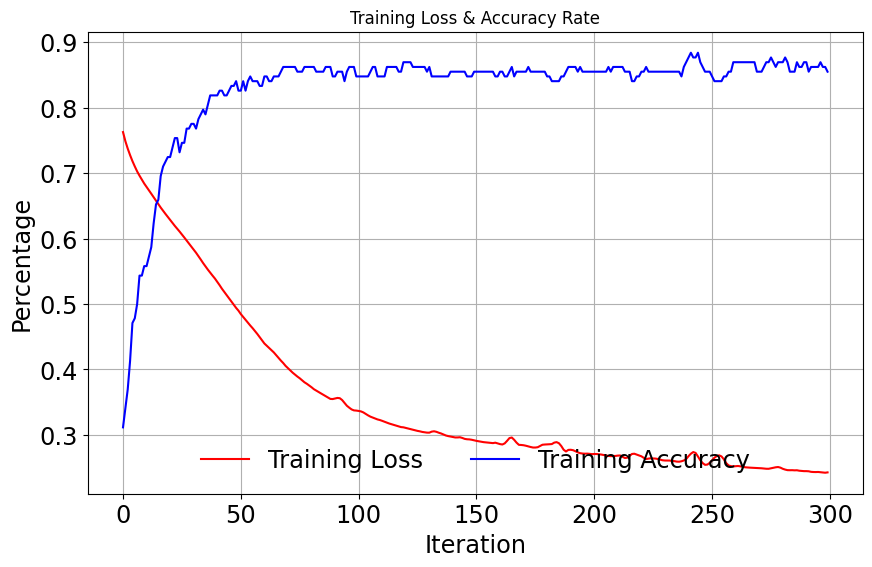 Training Loss & Accuracy Rate
0.9
0.8
0.7
0.6
0.5
0.4
0.3
Percentage
Training Loss
Training Accuracy
0 50 100 150 200 250 300
Iteration